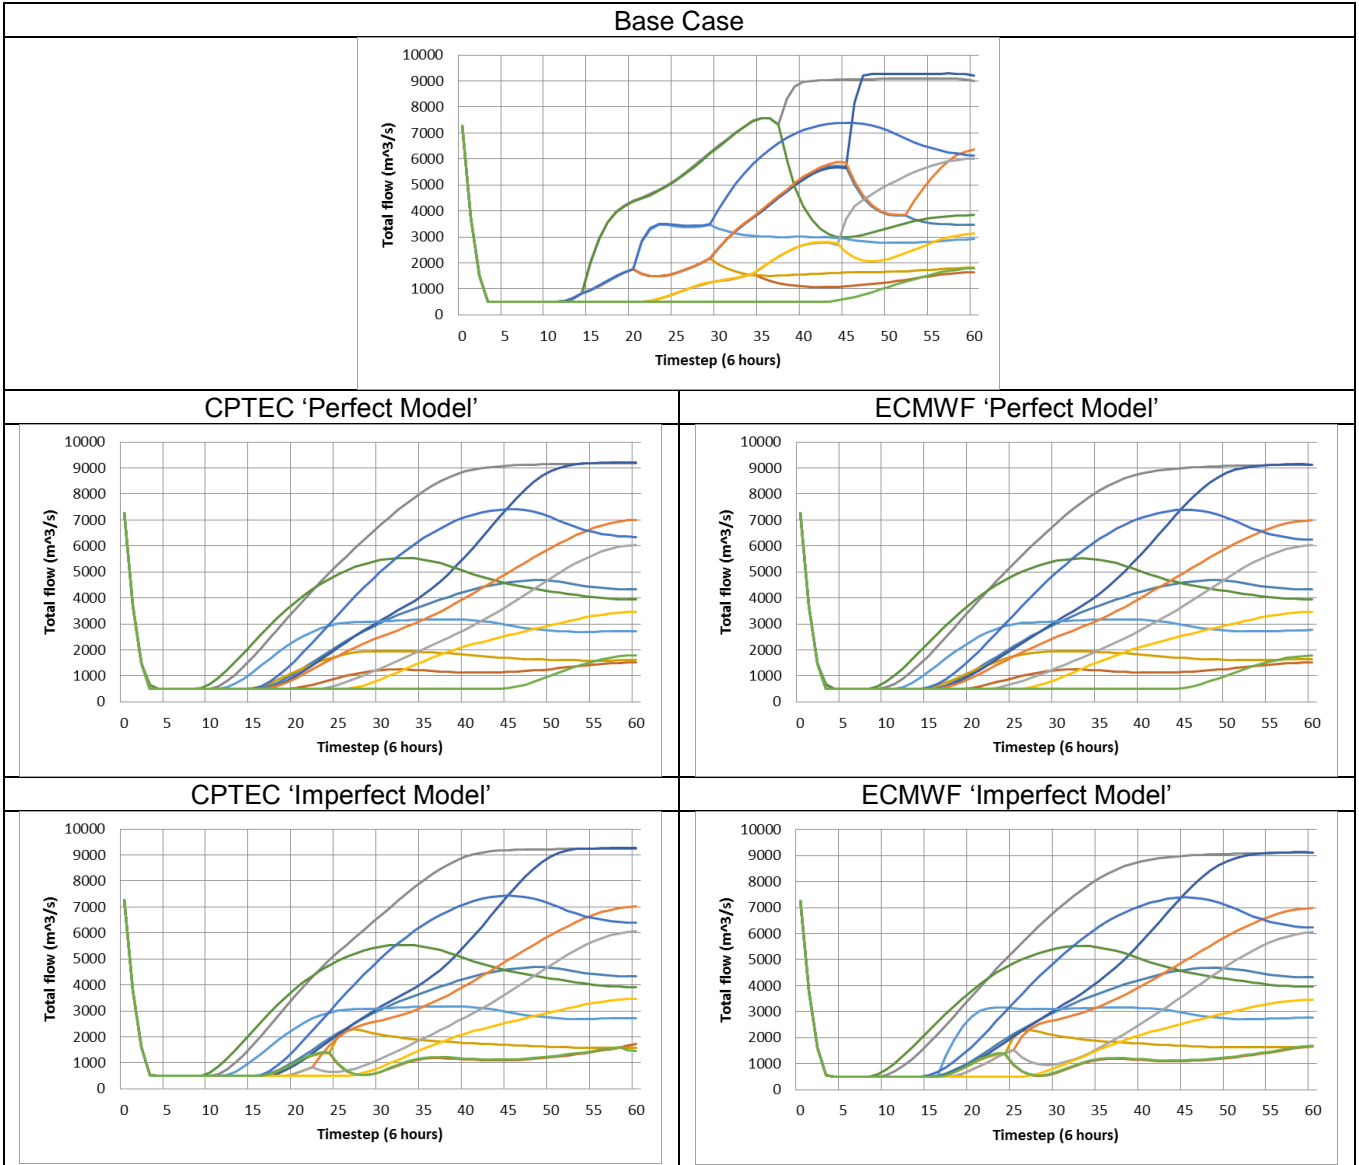 Base Case
10000
9000
8000
7000
6000
5000
4000
3000
2000
1000
0
Total flow (m^3/s)
0 5 10 15 20 25 30 35 40 45 50 55 60
Timestep (6 hours)
CPTEC ‘Perfect Model’
10000
9000
8000
7000
6000
5000
4000
3000
2000
1000
0
Total flow (m^3/s)
0 5 10 15 20 25 30 35 40 45 50 55 60
Timestep (6 hours)
ECMWF ‘Perfect Model’
10000
9000
8000
7000
6000
5000
4000
3000
2000
1000
0
Total flow (m^3/s)
0 5 10 15 20 25 30 35 40 45 50 55 60
Timestep (6 hours)
CPTEC ‘Imperfect Model’
10000
9000
8000
7000
6000
5000
4000
3000
2000
1000
0
Total flow (m^3/s)
0 5 10 15 20 25 30 35 40 45 50 55 60
Timestep (6 hours)
ECMWF ‘Imperfect Model’
10000
9000
8000
7000
6000
5000
4000
3000
2000
1000
0
Total flow (m^3/s)
0 5 10 15 20 25 30 35 40 45 50 55 60
Timestep (6 hours)